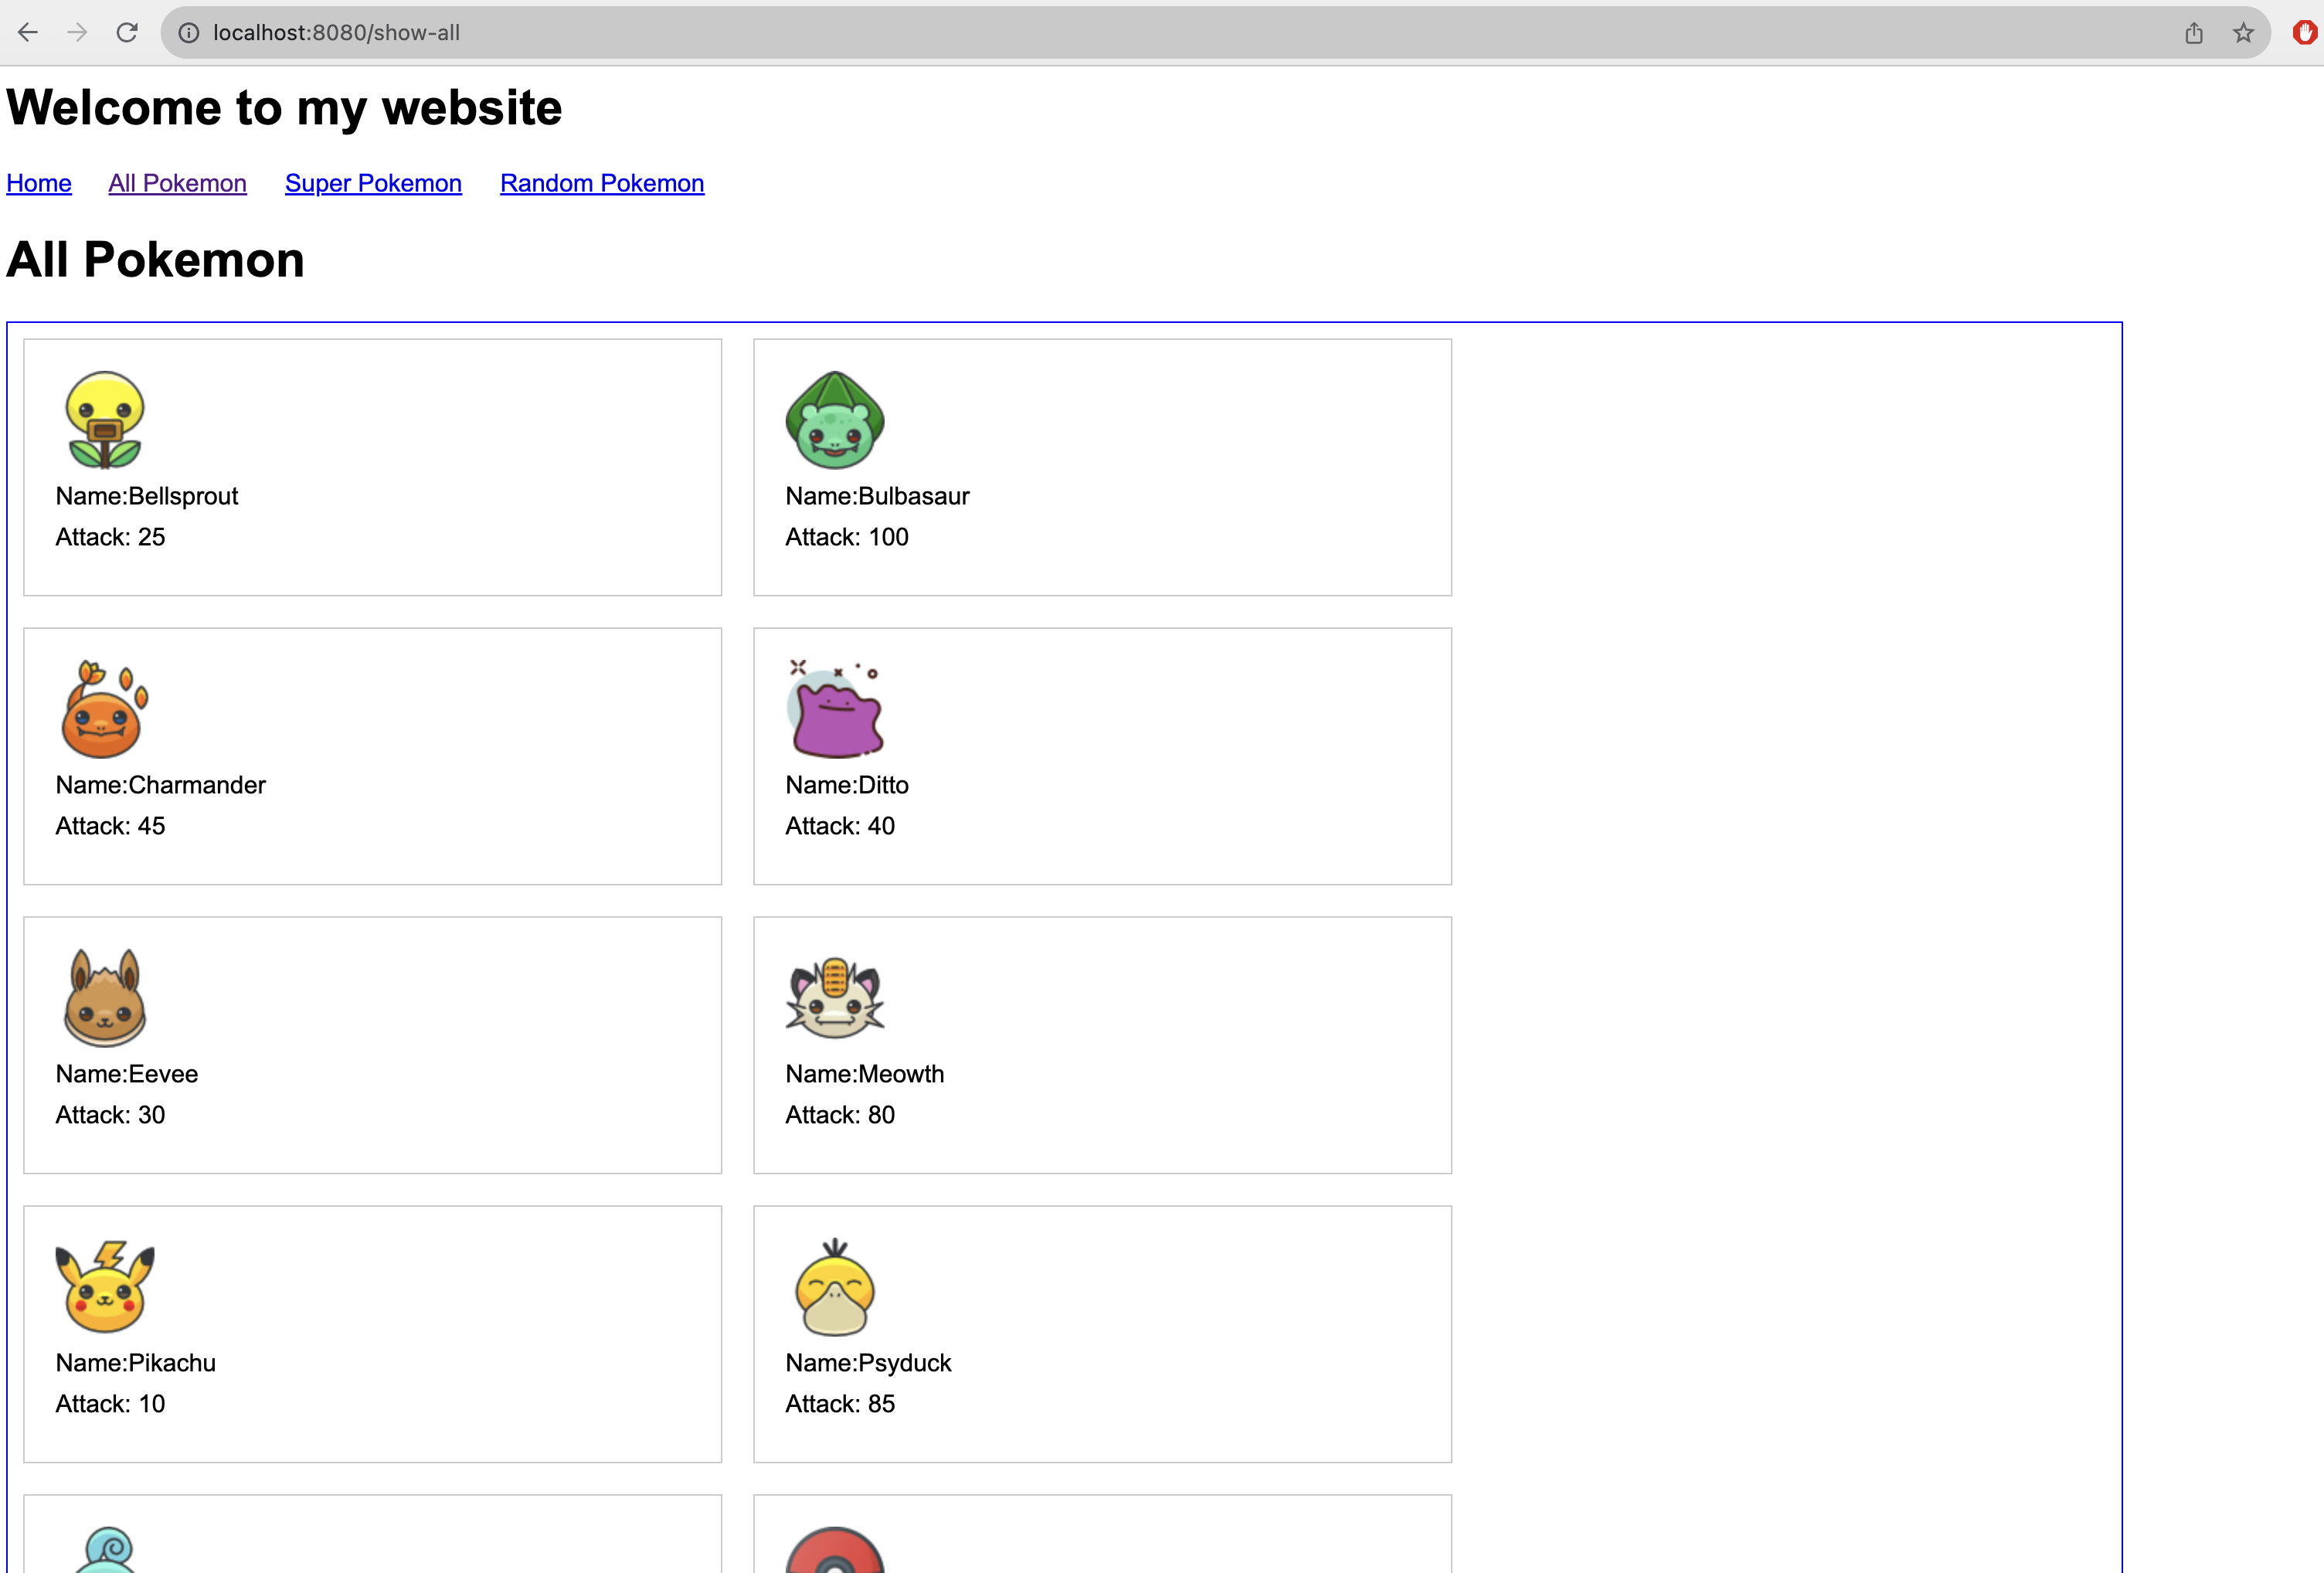 localhost:8080/show-all
Welcome to my website
Home All Pokemon Super Pokemon Random Pokemon
All Pokemon
Name:Bellsprout
Attack: 25
Name:Bulbasaur
Attack: 100
Name:Charmander
Attack: 45
Name:Ditto
Attack: 40
Name:Eevee
Attack: 30
Name:Meowth
Attack: 80
Name:Pikachu
Attack: 10
Name:Psyduck
Attack: 85